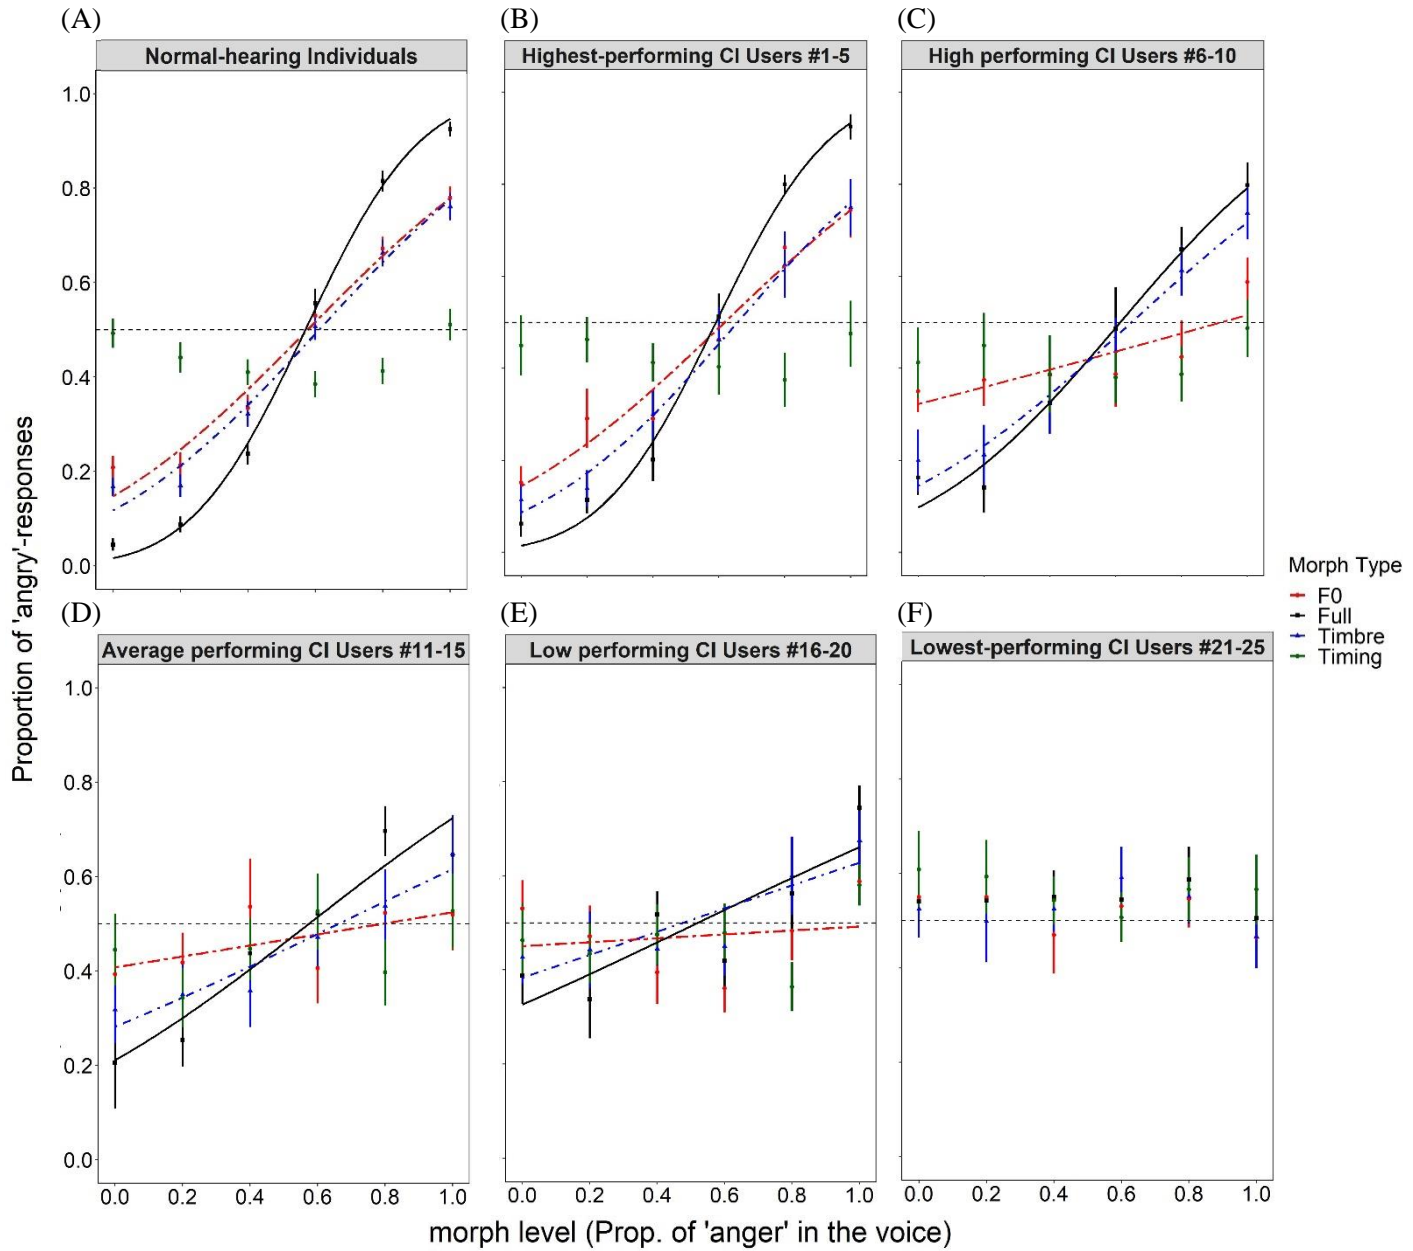 (A)
(B)
(C)
Normal-hearing Individuals
Highest-performing CI Users #1-5
High performing CI Users #6-10
1.0
0.8
0.6
0.4
0.2
0.0
Proportion of 'angry'-responses
Morph Type
F0
Full
Timbre
Timing
(D)
(E)
(F)
Average performing CI Users #11-15
Low performing CI Users #16-20
Lowest-performing CI Users #21-25
1.0
0.8
0.6
0.4
0.2
0.0
0.0 0.2 0.4 0.6 0.8 1.0
0.0 0.2 0.4 0.6 0.8 1.0
0.0 0.2 0.4 0.6 0.8 1.0
morph level (Prop. of 'anger' in the voice)